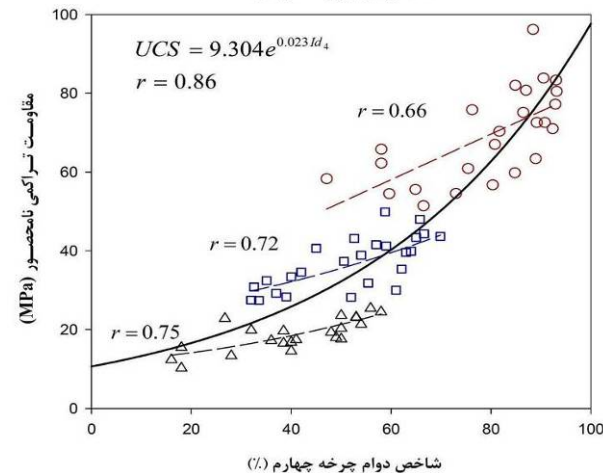 UCS = 9.304e^{0.023Id_4}
r = 0.86
r = 0.66
r = 0.72
r = 0.75
مقاومت تراکمی نامحصور (MPa)
100
80
60
40
20
0
0 20 40 60 80 100
شاخص دوام چرخه چهارم (%)